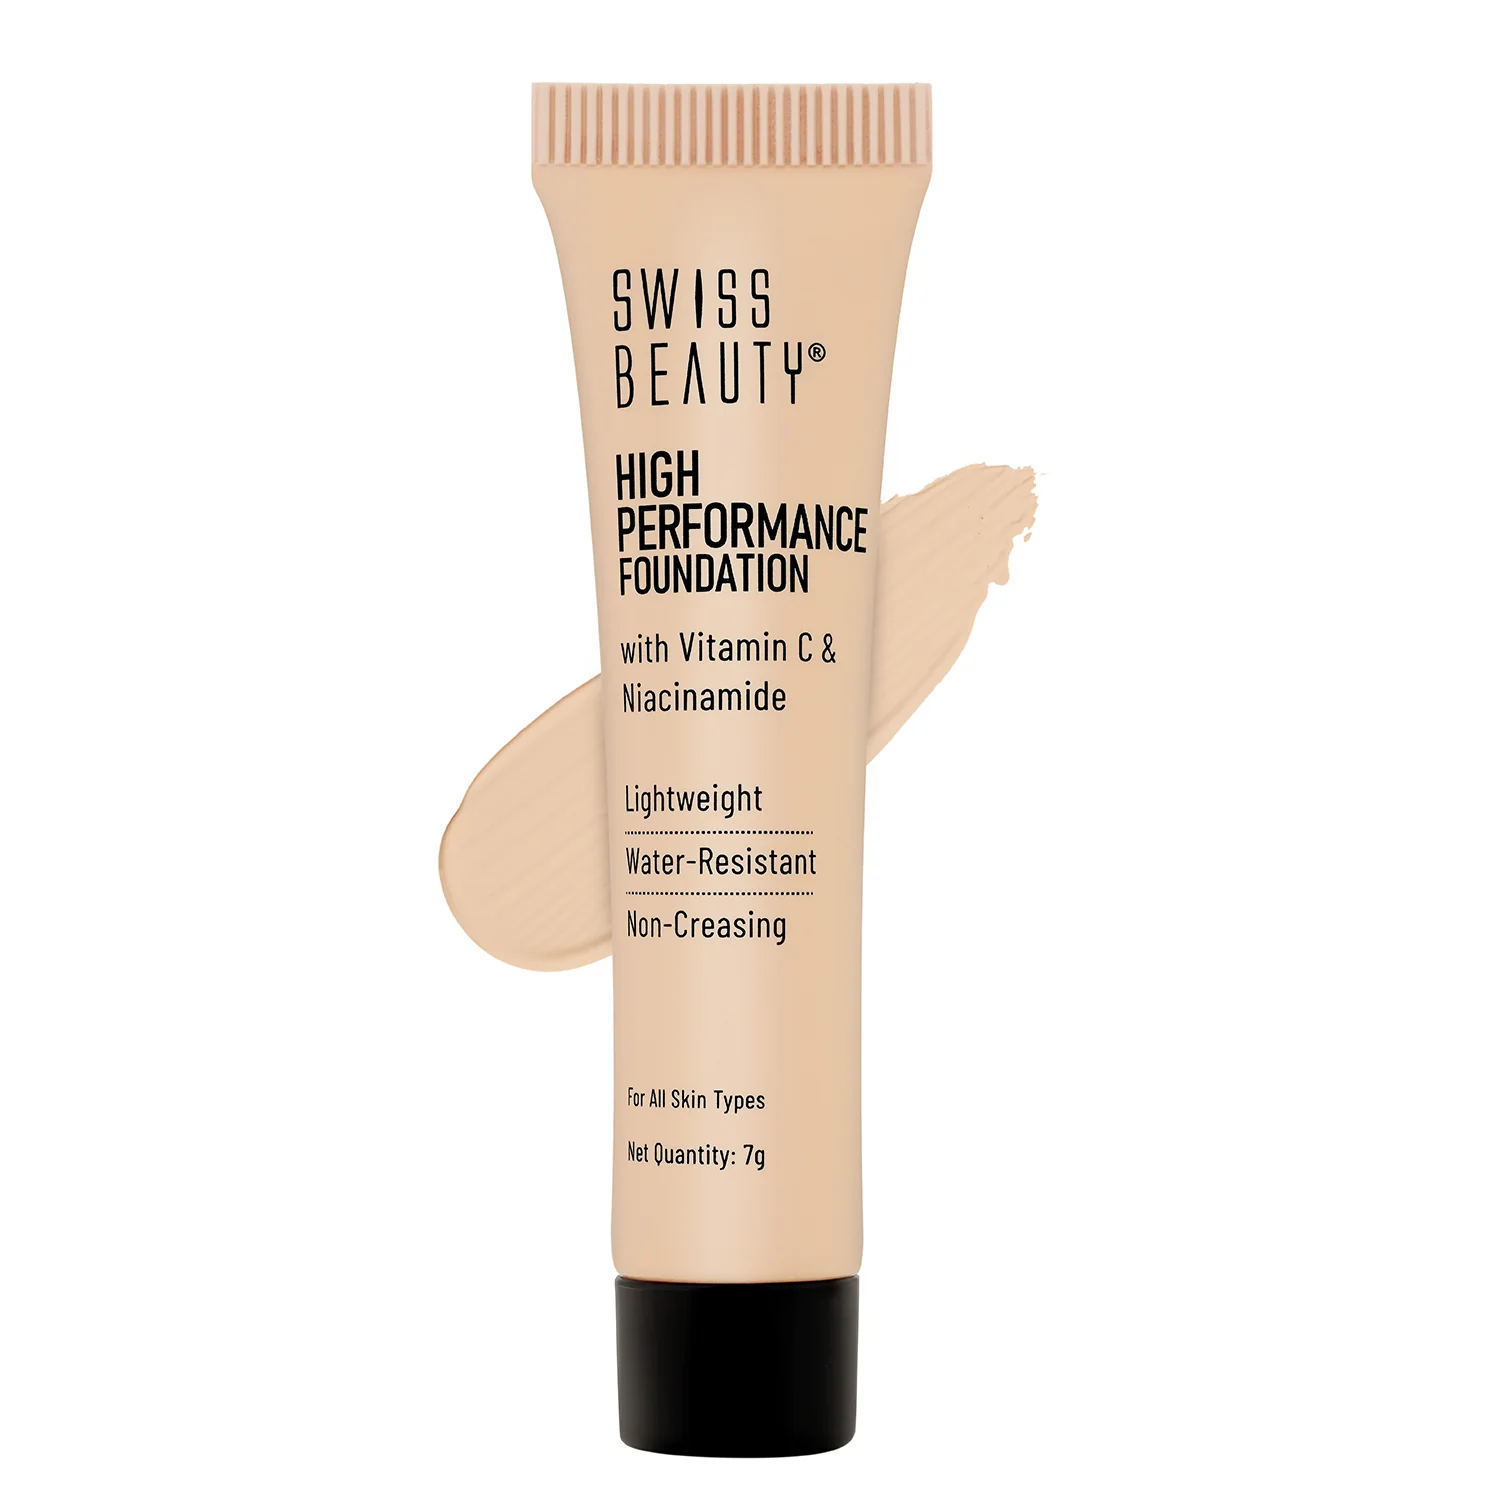 SWISS
BEAUTY®
HIGH
PERFORMANCE
FOUNDATION
with Vitamin C &
Niacinamide
Lightweight
Water-Resistant
Non-Creasing
For All Skin Types
Net Quantity: 7g